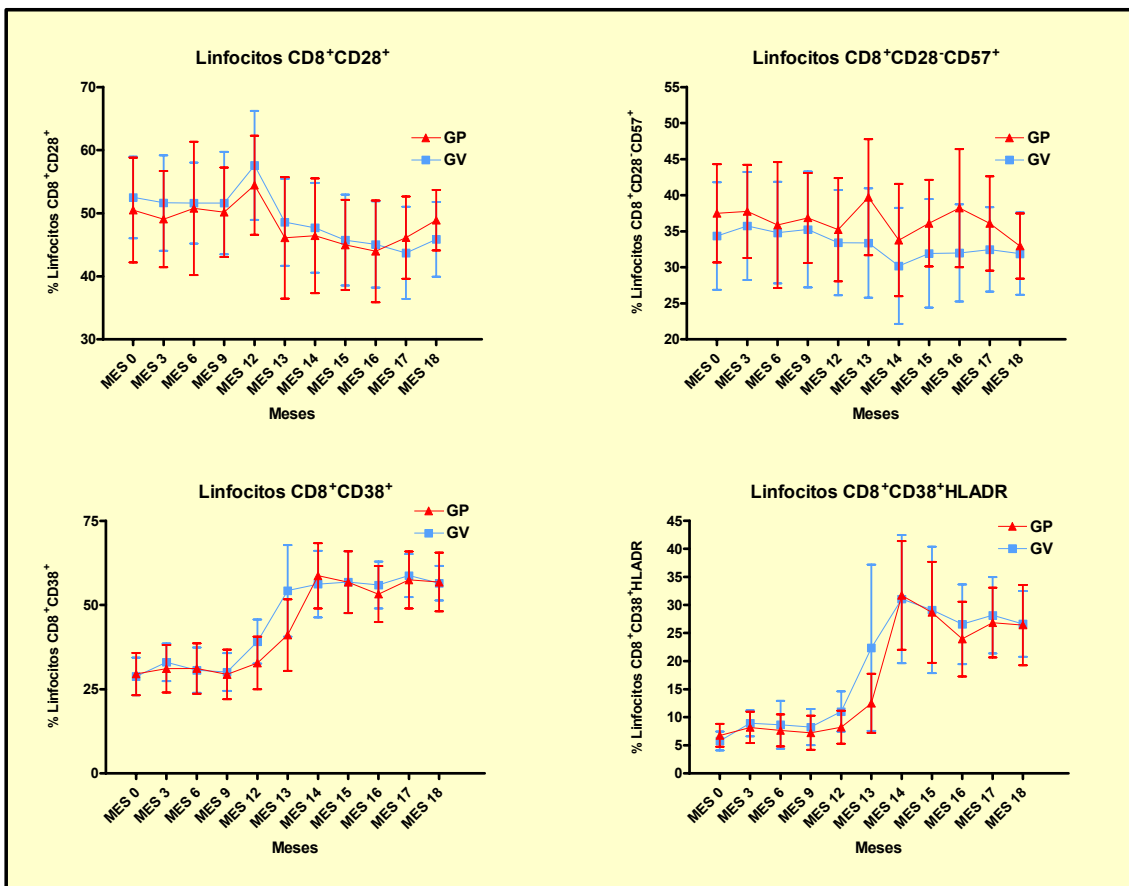 Linfocitos CD8⁺CD28⁺
% Linfocitos CD8⁺CD28⁺
70
60
50
40
30
GP
GV
MES 0
MES 3
MES 6
MES 9
MES 12
MES 13
MES 14
MES 15
MES 16
MES 17
MES 18
Meses
Linfocitos CD8⁺CD28⁻CD57⁺
% Linfocitos CD8⁺CD28⁻CD57⁺
50
45
40
35
30
25
20
GP
GV
MES 0
MES 3
MES 6
MES 9
MES 12
MES 13
MES 14
MES 15
MES 16
MES 17
MES 18
Meses
Linfocitos CD8⁺CD38⁺
% Linfocitos CD8⁺CD38⁺
75
50
25
0
GP
GV
MES 0
MES 3
MES 6
MES 9
MES 12
MES 13
MES 14
MES 15
MES 16
MES 17
MES 18
Meses
Linfocitos CD8⁺CD38⁺HLADR
% Linfocitos CD8⁺CD38⁺HLADR
45
40
35
30
25
20
15
10
5
0
GP
GV
MES 0
MES 3
MES 6
MES 9
MES 12
MES 13
MES 14
MES 15
MES 16
MES 17
MES 18
Meses